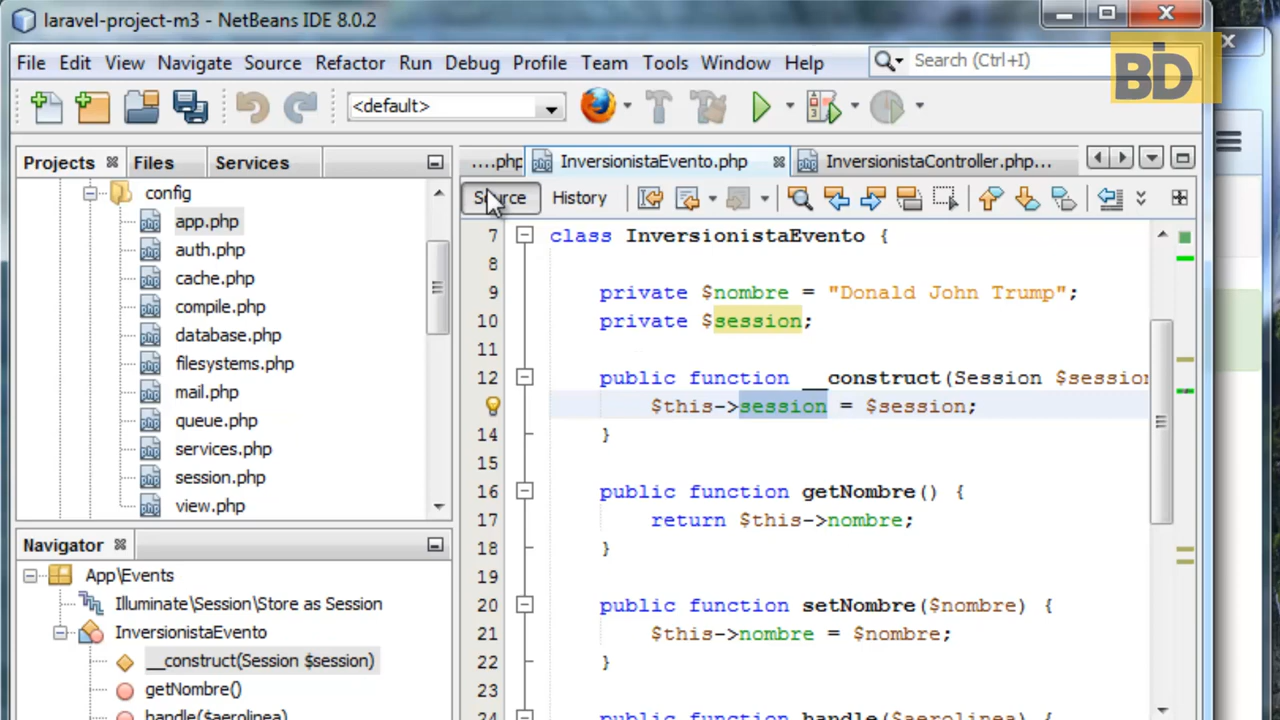 laravel-project-m3 - NetBeans IDE 8.0.2
File Edit View Navigate Source Refactor Run Debug Profile Team Tools Window Help
Search (Ctrl+I)
BD
<default>
Projects Files Services
....php InversionistaEvento.php InversionistaController.php...
Source History
config
app.php
auth.php
cache.php
compile.php
database.php
filesystems.php
mail.php
queue.php
services.php
session.php
view.php
Navigator
App\Events
Illuminate\Session\Store as Session
InversionistaEvento
__construct(Session $session)
getNombre()
handle($aerolinea)
7 class InversionistaEvento {
8
9 private $nombre = "Donald John Trump";
10 private $session;
11
12 public function __construct(Session $session
$this->session = $session;
14 }
15
16 public function getNombre() {
17 return $this->nombre;
18 }
19
20 public function setNombre($nombre) {
21 $this->nombre = $nombre;
22 }
23
24 public function handle($aerolinea) {